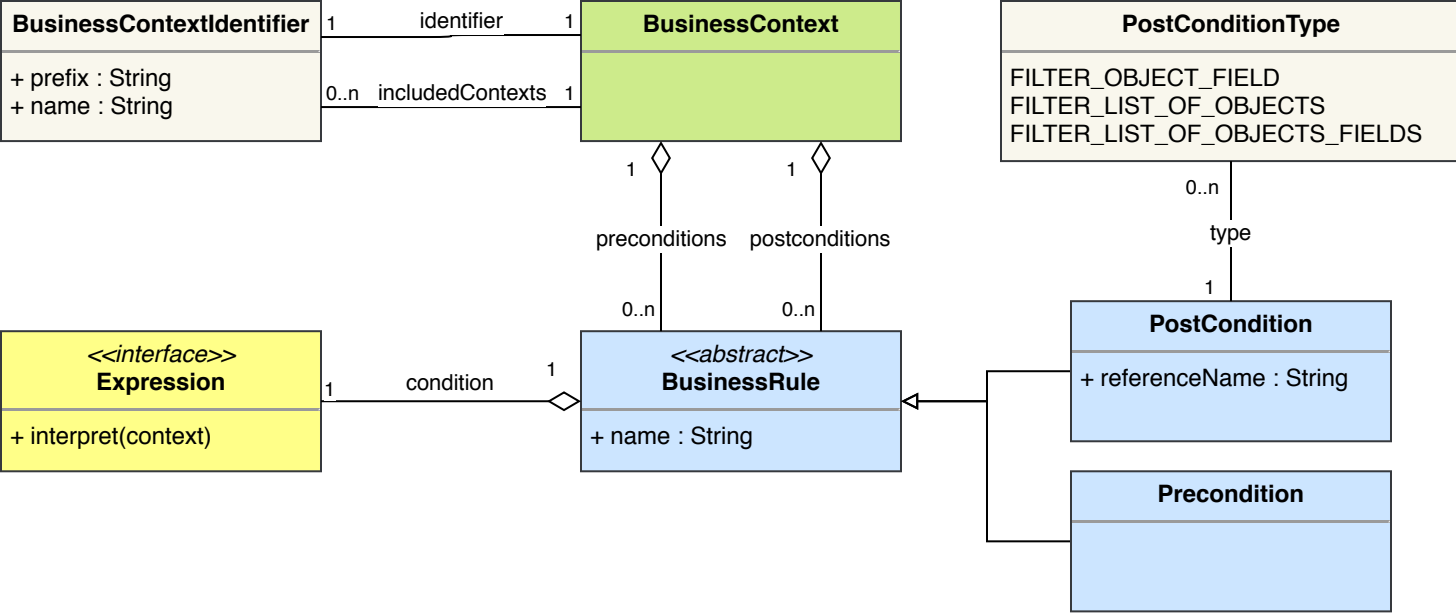 BusinessContextIdentifier
+ prefix : String
+ name : String
1
identifier
1
0..n
includedContexts
1
BusinessContext
PostConditionType
FILTER_OBJECT_FIELD
FILTER_LIST_OF_OBJECTS
FILTER_LIST_OF_OBJECTS_FIELDS
1
preconditions
0..n
1
postconditions
0..n
0..n
type
1
<<interface>>
Expression
+ interpret(context)
1
condition
1
<<abstract>>
BusinessRule
+ name : String
PostCondition
+ referenceName : String
Precondition